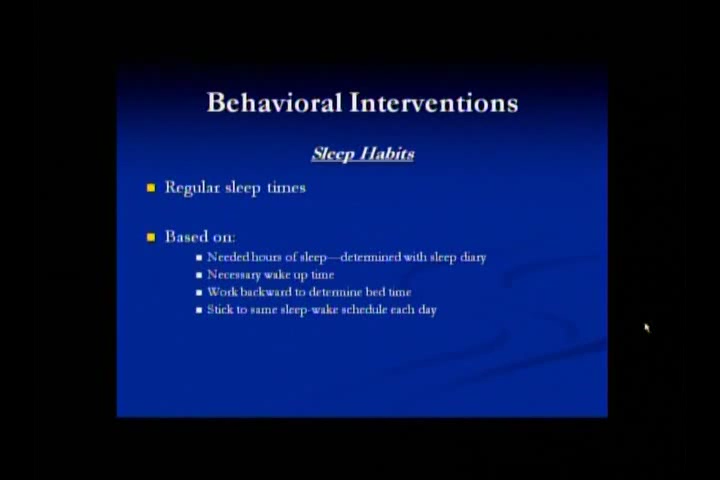 Behavioral Interventions
Sleep Habits
Regular sleep times
Based on:
Needed hours of sleep—determined with sleep diary
Necessary wake up time
Work backward to determine bed time
Stick to same sleep-wake schedule each day